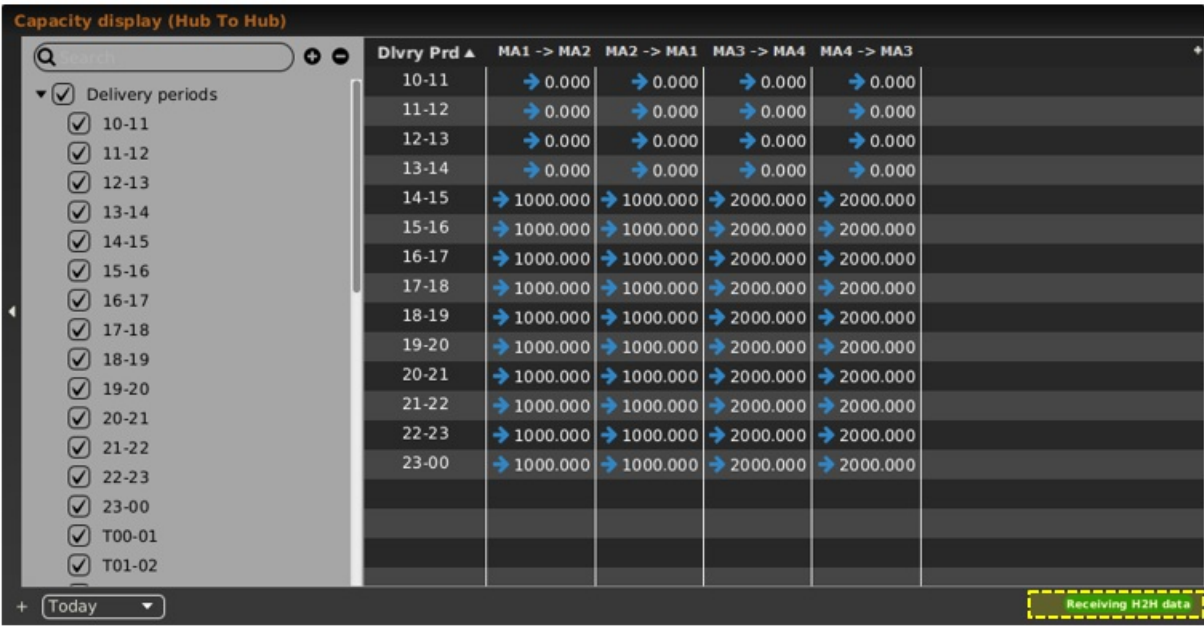 Capacity display (Hub To Hub)
Search
Delivery periods
10-11
11-12
12-13
13-14
14-15
15-16
16-17
17-18
18-19
19-20
20-21
21-22
22-23
23-00
T00-01
T01-02
+ Today
Dlvry Prd MA1 -> MA2 MA2 -> MA1 MA3 -> MA4 MA4 -> MA3 +
10-11 0.000 0.000 0.000 0.000
11-12 0.000 0.000 0.000 0.000
12-13 0.000 0.000 0.000 0.000
13-14 0.000 0.000 0.000 0.000
14-15 1000.000 1000.000 2000.000 2000.000
15-16 1000.000 1000.000 2000.000 2000.000
16-17 1000.000 1000.000 2000.000 2000.000
17-18 1000.000 1000.000 2000.000 2000.000
18-19 1000.000 1000.000 2000.000 2000.000
19-20 1000.000 1000.000 2000.000 2000.000
20-21 1000.000 1000.000 2000.000 2000.000
21-22 1000.000 1000.000 2000.000 2000.000
22-23 1000.000 1000.000 2000.000 2000.000
23-00 1000.000 1000.000 2000.000 2000.000
Receiving H2H data